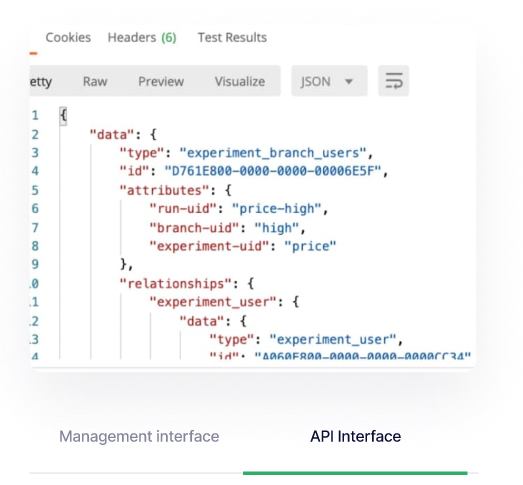 Cookies Headers (6) Test Results
etty Raw Preview Visualize JSON
1 {
2 "data": {
3 "type": "experiment_branch_users",
4 "id": "D761E800-0000-0000-00006E5F",
5 "attributes": {
6 "run-uid": "price-high",
7 "branch-uid": "high",
8 "experiment-uid": "price"
9 },
.0 "relationships": {
.1 "experiment_user": {
.2 "data": {
.3 "type": "experiment_user",
4 "id": "A060E800-0000-0000-0000CC34"
Management interface API Interface